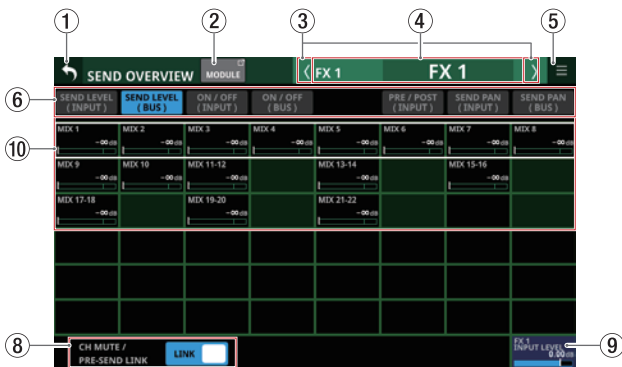 1 2 3 4 5
SEND OVERVIEW MODULE FX 1 FX 1
6
SEND LEVEL (INPUT)
SEND LEVEL (BUS)
ON / OFF (INPUT)
ON / OFF (BUS)
PRE / POST (INPUT)
SEND PAN (INPUT)
SEND PAN (BUS)
10
MIX 1 MIX 2 MIX 3 MIX 4 MIX 5 MIX 6 MIX 7 MIX 8
-∞ dB -∞ dB -∞ dB -∞ dB -∞ dB -∞ dB -∞ dB -∞ dB
MIX 9 MIX 10 MIX 11-12 MIX 13-14 MIX 15-16
-∞ dB -∞ dB -∞ dB -∞ dB -∞ dB
MIX 17-18 MIX 19-20 MIX 21-22
-∞ dB -∞ dB -∞ dB
8
CH MUTE /
PRE-SEND LINK
LINK
FX 1
INPUT LEVEL
0.00 dB
9